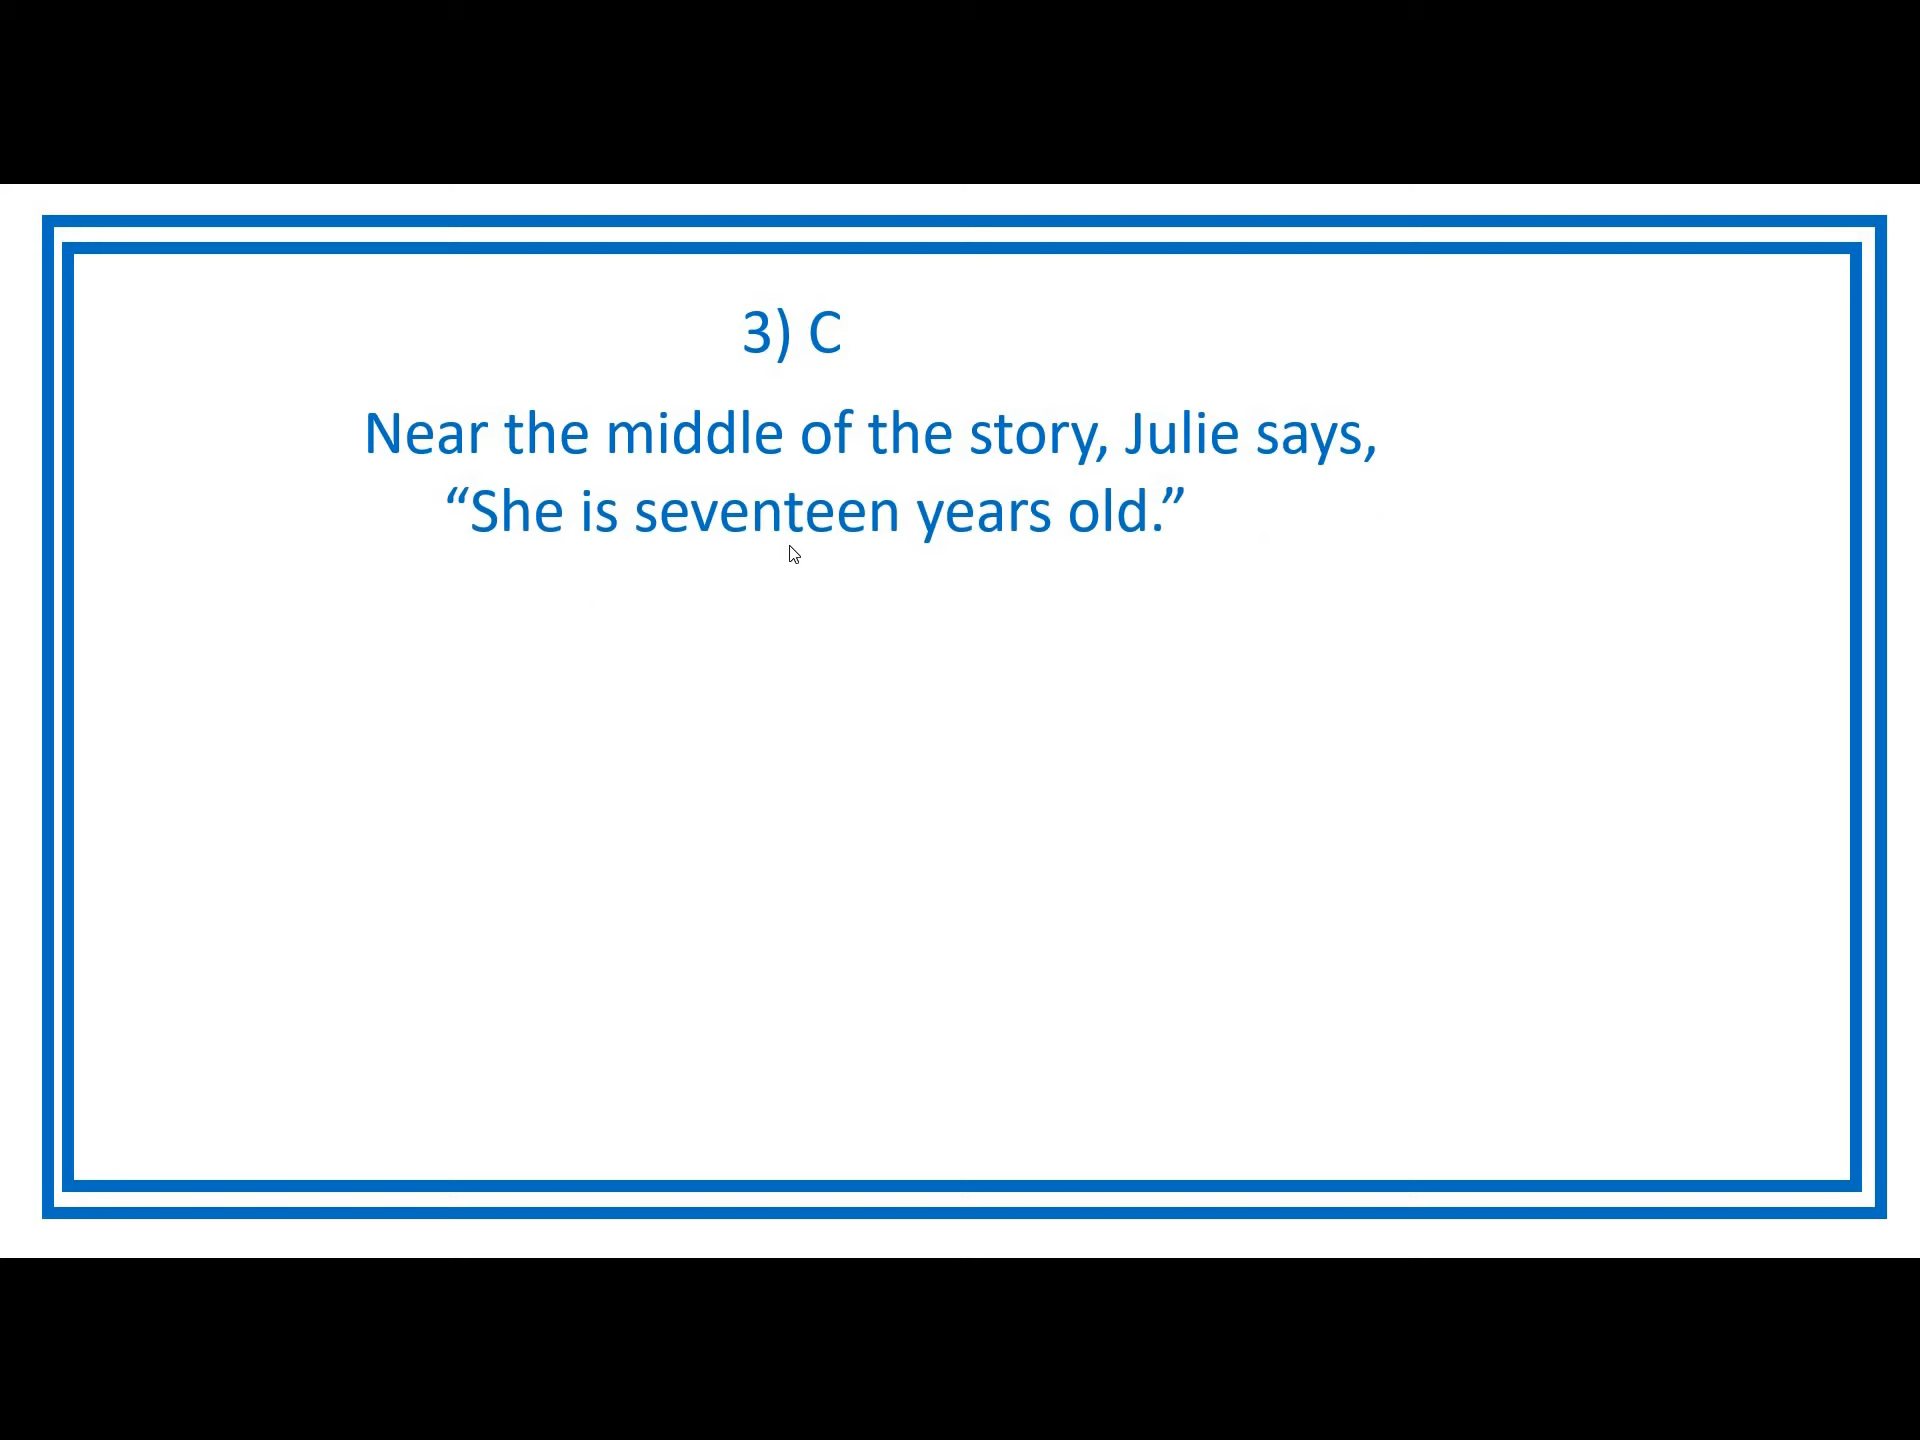 3) C
Near the middle of the story, Julie says,
“She is seventeen years old.”